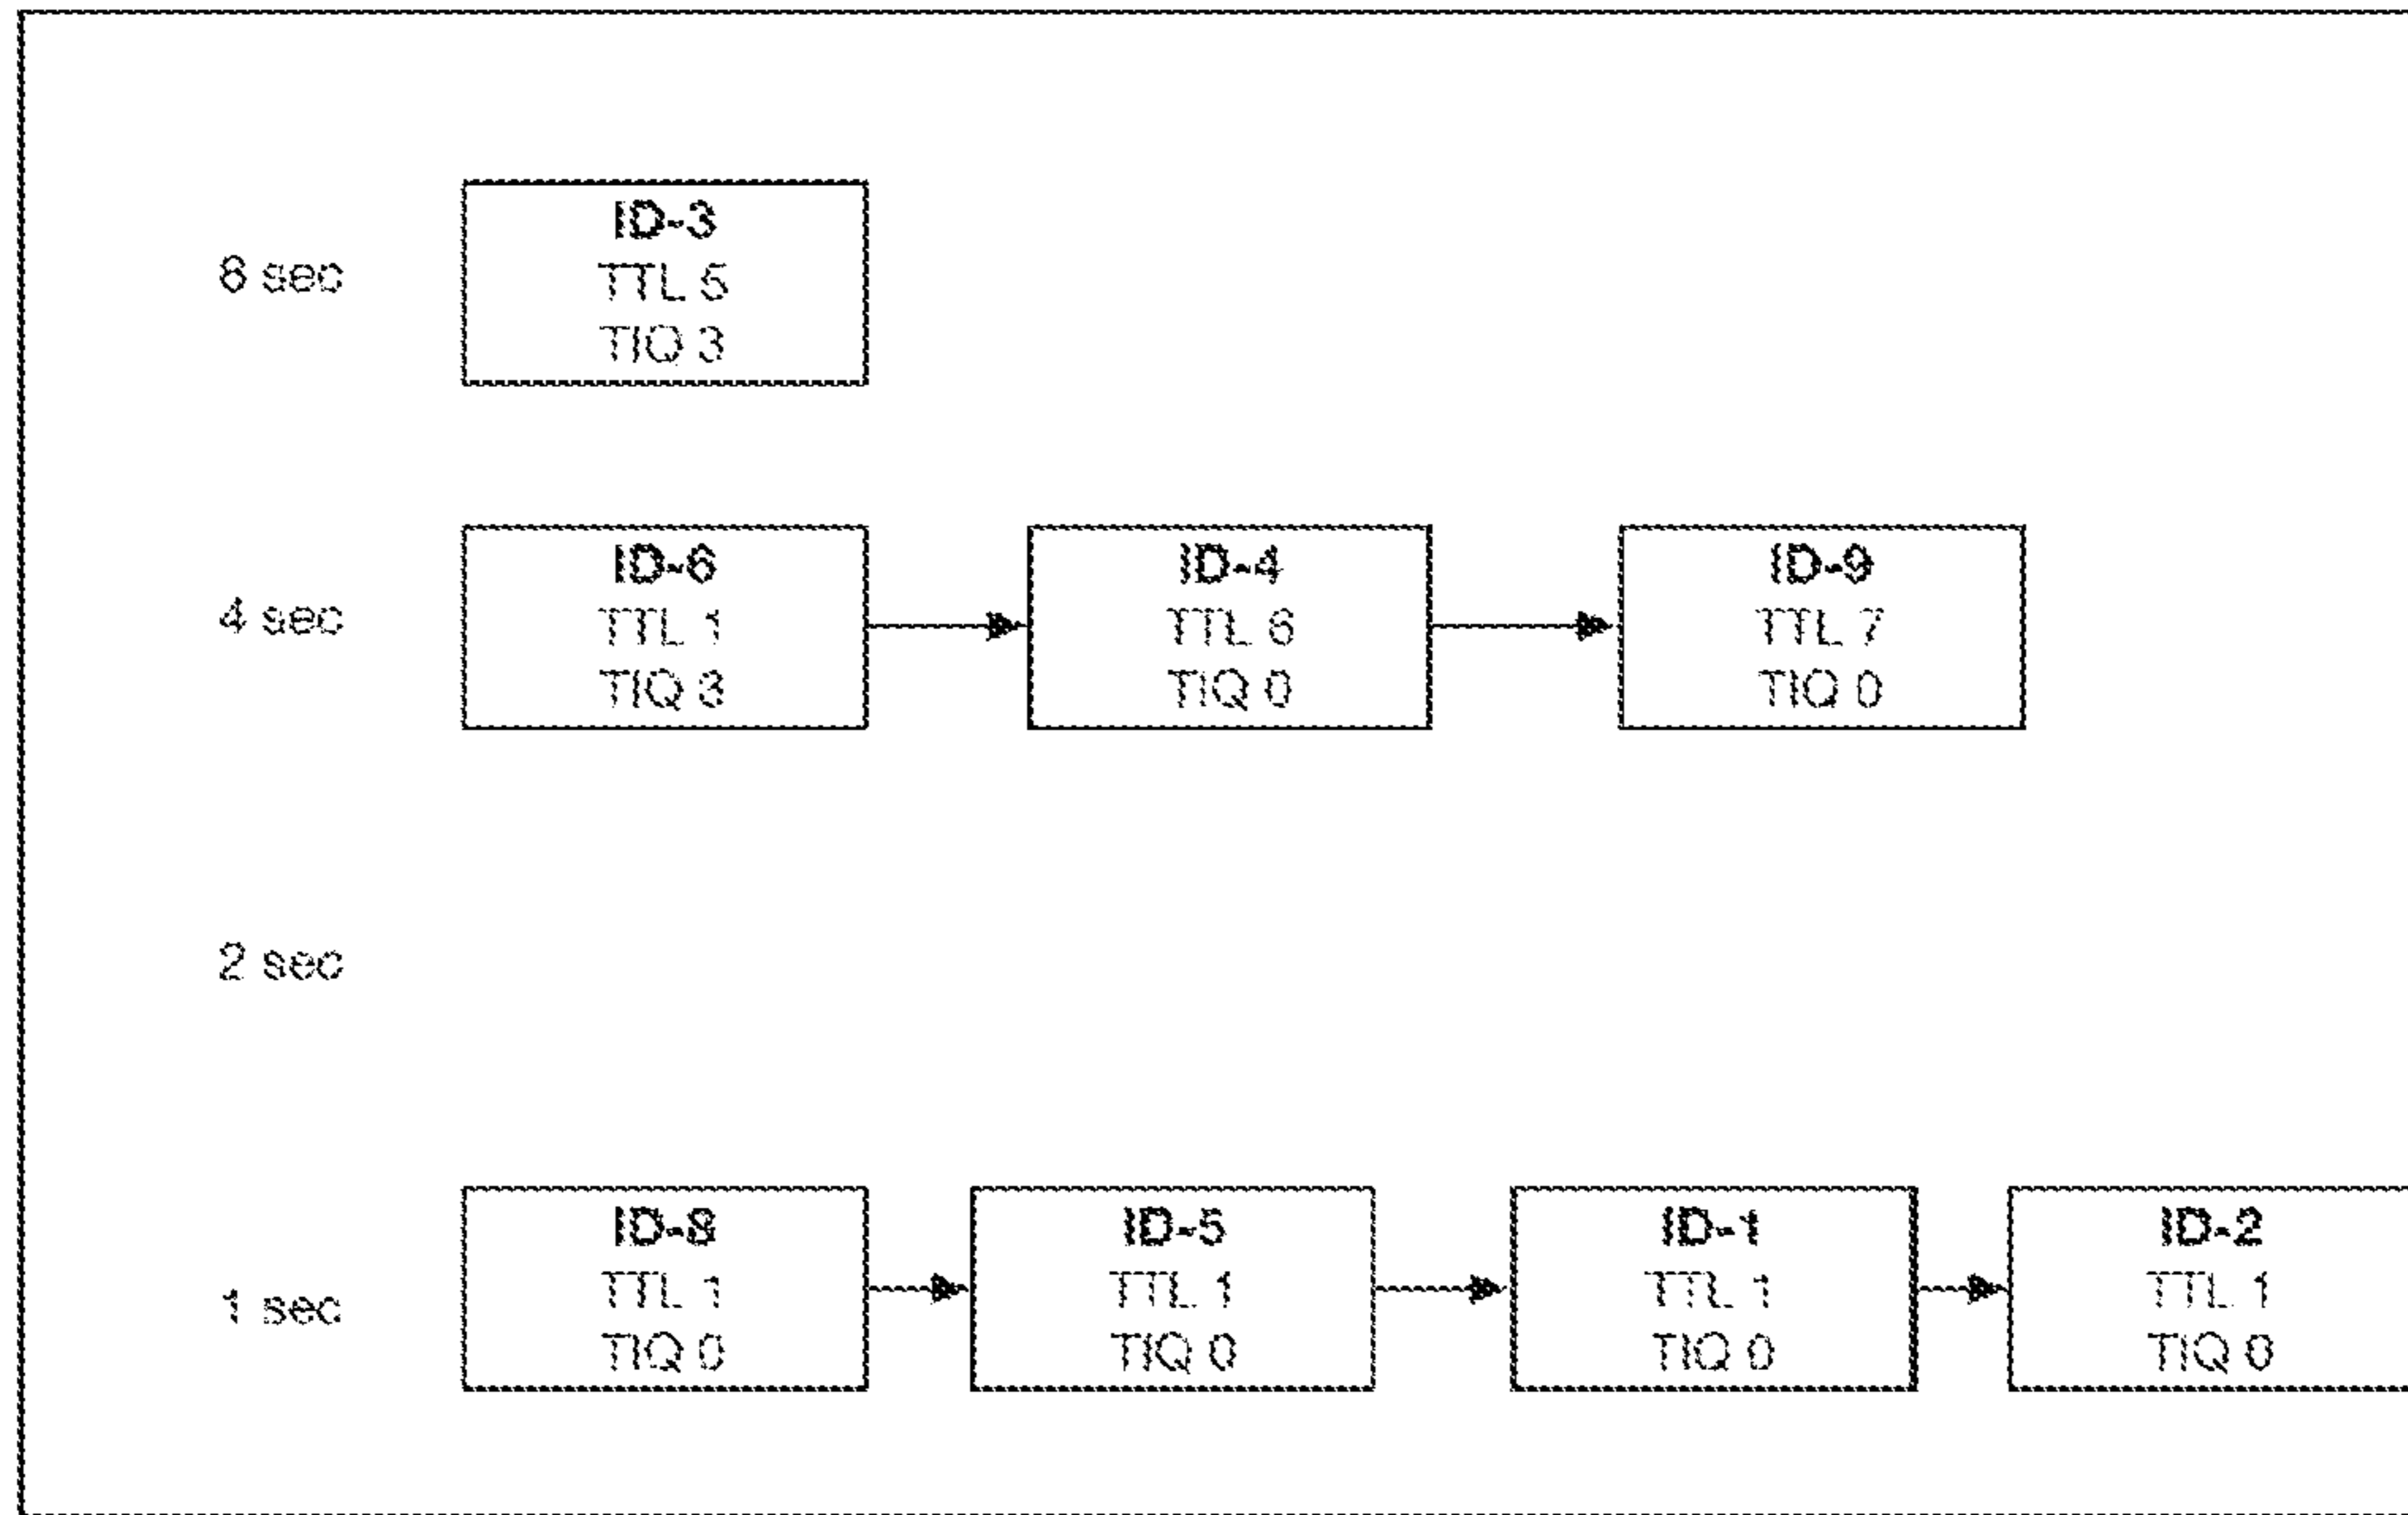 8 sec
ID-3
TTL 5
TIQ 3
4 sec
ID-6
TTL 1
TIQ 3
ID-4
TTL 6
TIQ 0
ID-9
TTL 7
TIQ 0
2 sec
1 sec
ID-8
TTL 1
TIQ 0
ID-5
TTL 1
TIQ 0
ID-1
TTL 1
TIQ 0
ID-2
TTL 1
TIQ 0